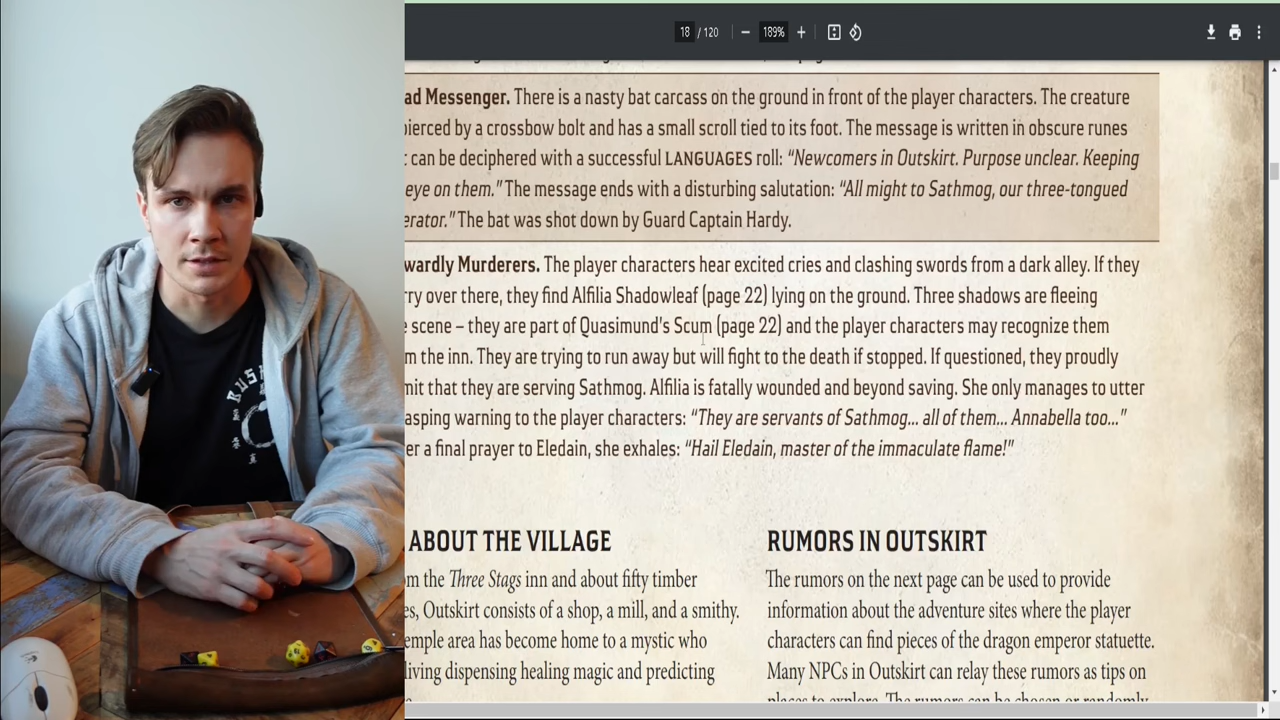 18 / 120
189%
ad Messenger. There is a nasty bat carcass on the ground in front of the player characters. The creature
pierced by a crossbow bolt and has a small scroll tied to its foot. The message is written in obscure runes
t can be deciphered with a successful LANGUAGES roll: “Newcomers in Outskirt. Purpose unclear. Keeping
eye on them.” The message ends with a disturbing salutation: “All might to Sathmog, our three-tongued
erator.” The bat was shot down by Guard Captain Hardy.
wardly Murderers. The player characters hear excited cries and clashing swords from a dark alley. If they
rry over there, they find Alfilia Shadowleaf (page 22) lying on the ground. Three shadows are fleeing
e scene – they are part of Quasimund's Scum (page 22) and the player characters may recognize them
m the inn. They are trying to run away but will fight to the death if stopped. If questioned, they proudly
mit that they are serving Sathmog. Alfilia is fatally wounded and beyond saving. She only manages to utter
asping warning to the player characters: “They are servants of Sathmog... all of them... Annabella too...”
er a final prayer to Eledain, she exhales: “Hail Eledain, master of the immaculate flame!”
ABOUT THE VILLAGE
om the Three Stags inn and about fifty timber
es, Outskirt consists of a shop, a mill, and a smithy.
emple area has become home to a mystic who
living dispensing healing magic and predicting
RUMORS IN OUTSKIRT
The rumors on the next page can be used to provide
information about the adventure sites where the player
characters can find pieces of the dragon emperor statuette.
Many NPCs in Outskirt can relay these rumors as tips on
places to explore. The rumors can be chosen or randomly